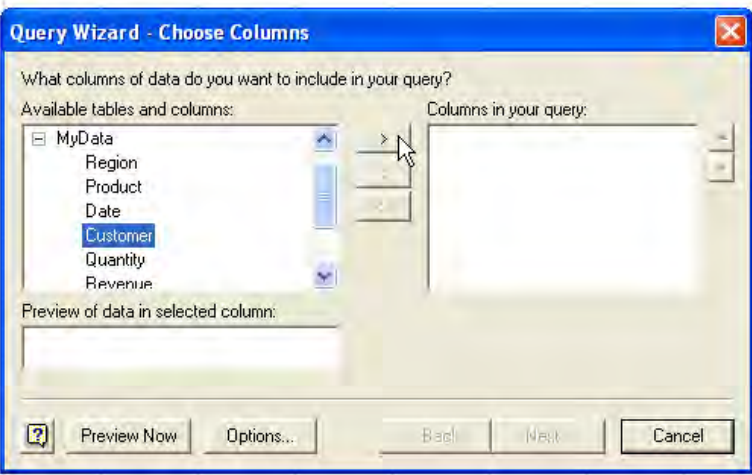 Query Wizard - Choose Columns
What columns of data do you want to include in your query?
Available tables and columns:
Columns in your query:
MyData
Region
Product
Date
Customer
Quantity
Revenue
>
<
Preview of data in selected column:
Preview Now
Options...
Back
Next
Cancel